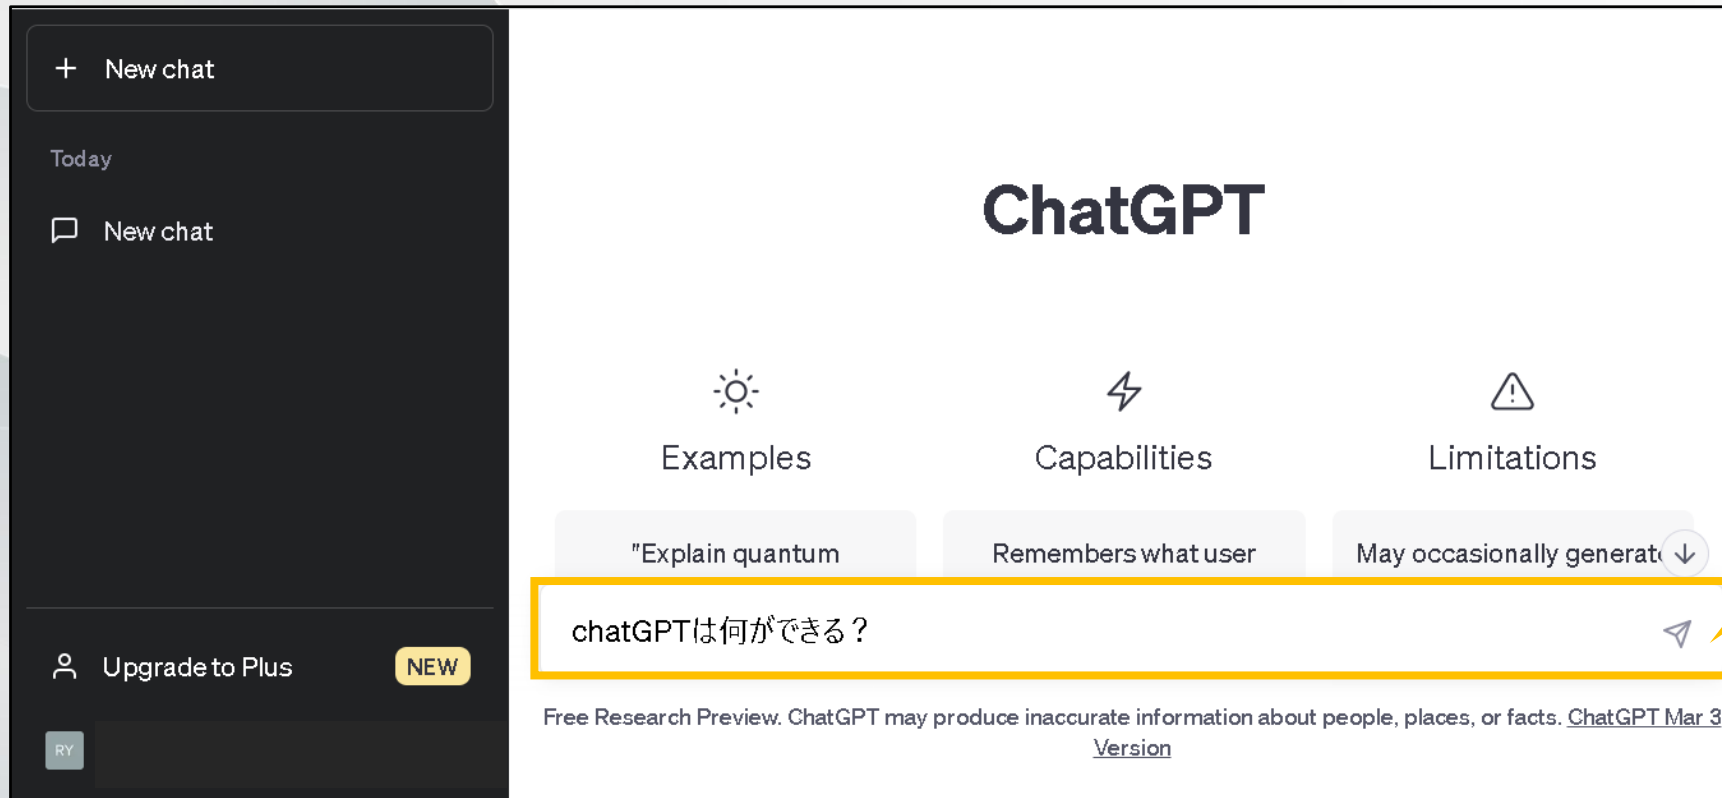 New chat
Today
New chat
Upgrade to Plus NEW
RY
ChatGPT
Examples
Capabilities
Limitations
"Explain quantum
Remembers what user
May occasionally generate
chatGPTは何ができる？
Free Research Preview. ChatGPT may produce inaccurate information about people, places, or facts. ChatGPT Mar 3
Version